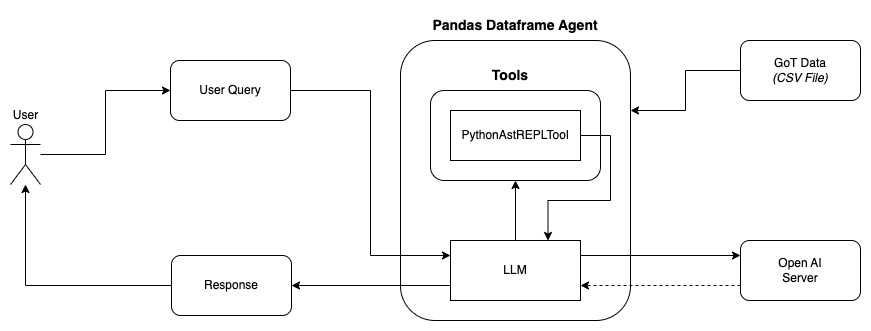 Pandas Dataframe Agent
GoT Data
(CSV File)
Tools
User Query
User
PythonAstREPLTool
LLM
Open AI
Server
Response